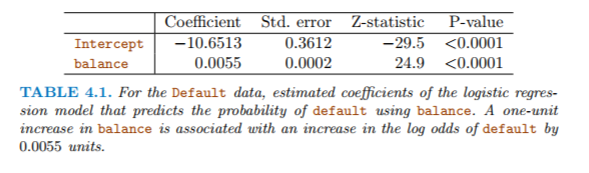 Coefficient Std. error Z-statistic P-value
Intercept −10.6513 0.3612 −29.5 <0.0001
balance 0.0055 0.0002 24.9 <0.0001
TABLE 4.1. For the Default data, estimated coefficients of the logistic regres-
sion model that predicts the probability of default using balance. A one-unit
increase in balance is associated with an increase in the log odds of default by
0.0055 units.